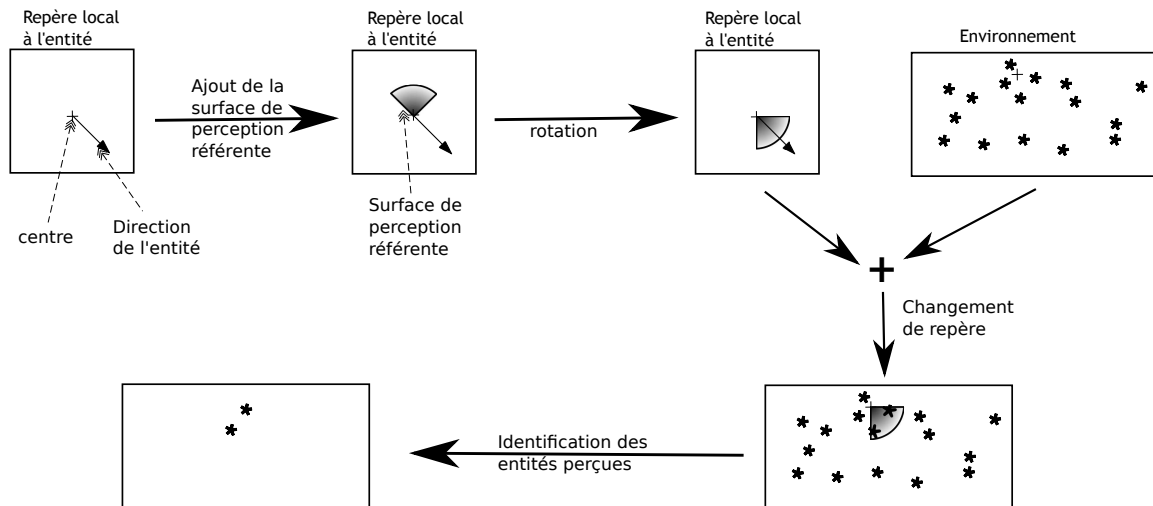 Repère local
à l'entité
Repère local
à l'entité
Repère local
à l'entité
Environnement
Ajout de la
surface de
perception
référente
rotation
centre
Direction
de l'entité
Surface de
perception
référente
Changement
de repère
Identification des
entités perçues